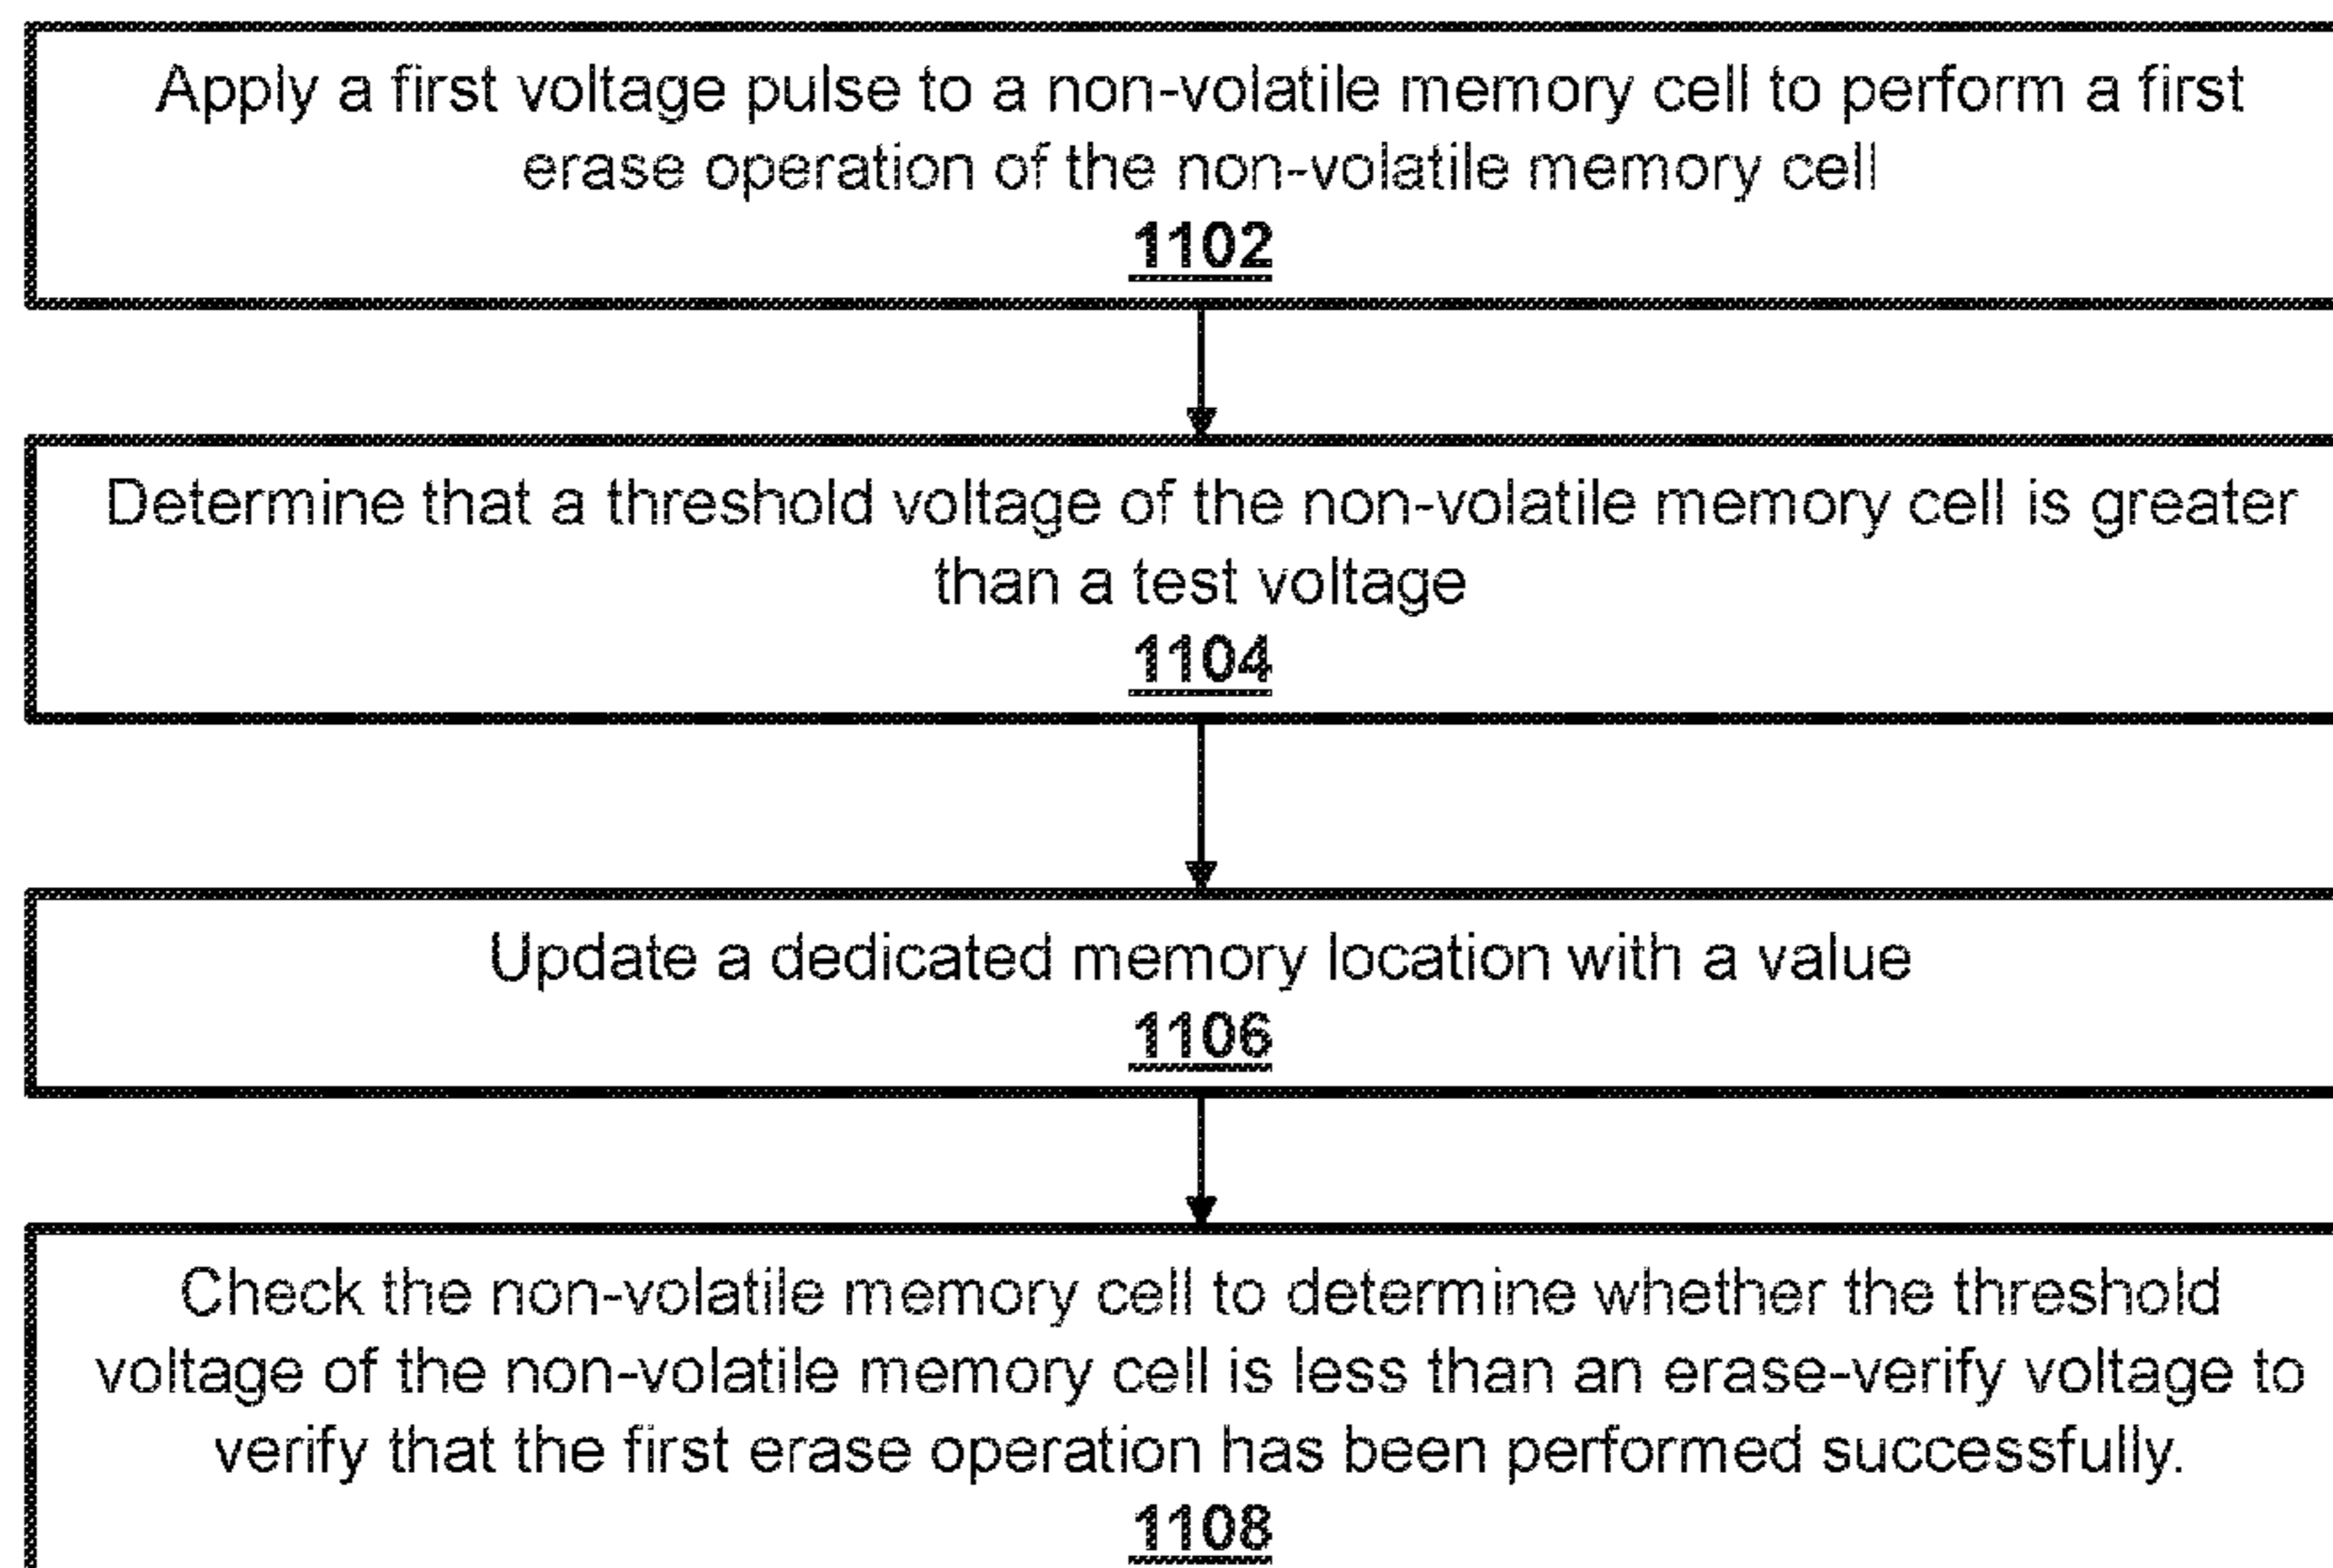 Apply a first voltage pulse to a non-volatile memory cell to perform a first
erase operation of the non-volatile memory cell
1102
Determine that a threshold voltage of the non-volatile memory cell is greater
than a test voltage
1104
Update a dedicated memory location with a value
1106
Check the non-volatile memory cell to determine whether the threshold
voltage of the non-volatile memory cell is less than an erase-verify voltage to
verify that the first erase operation has been performed successfully.
1108